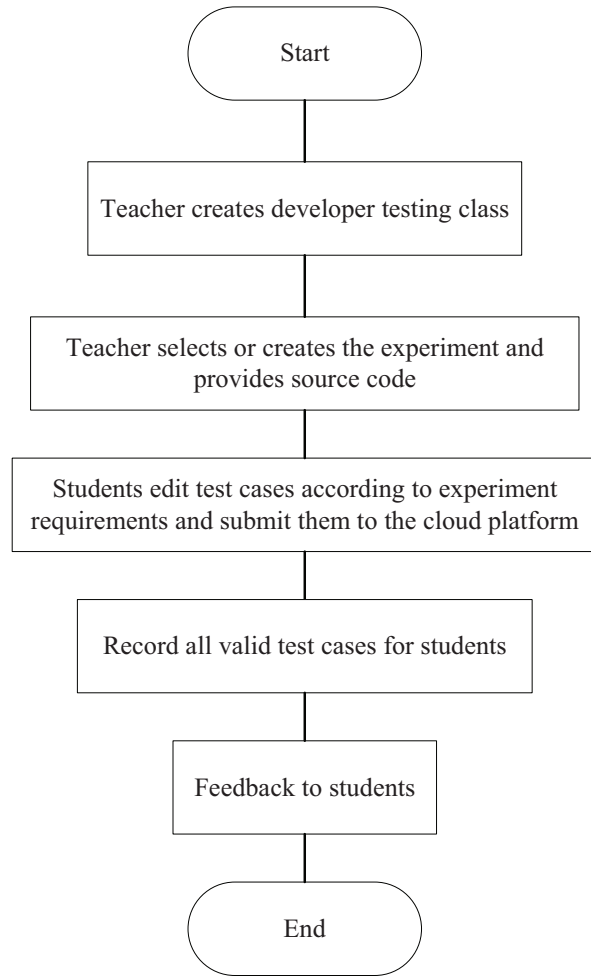 Start
Teacher creates developer testing class
Teacher selects or creates the experiment and
provides source code
Students edit test cases according to experiment
requirements and submit them to the cloud platform
Record all valid test cases for students
Feedback to students
End